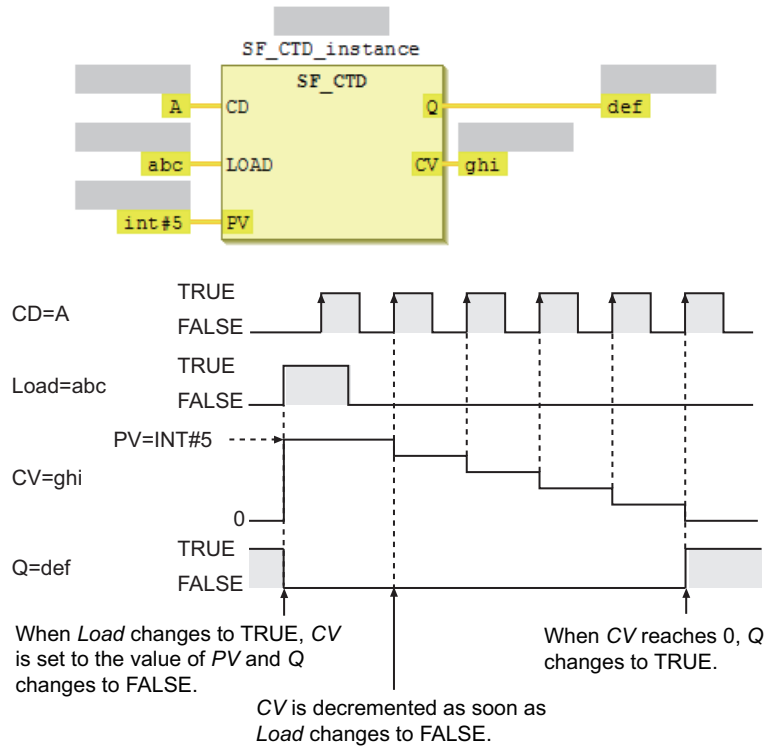 SF_CTD_instance
SF_CTD
A
CD
Q
def
abc
LOAD
CV
ghi
int#5
PV
TRUE
CD=A
FALSE
TRUE
Load=abc
FALSE
PV=INT#5
CV=ghi
0
TRUE
Q=def
FALSE
When Load changes to TRUE, CV
is set to the value of PV and Q
changes to FALSE.
When CV reaches 0, Q
changes to TRUE.
CV is decremented as soon as
Load changes to FALSE.